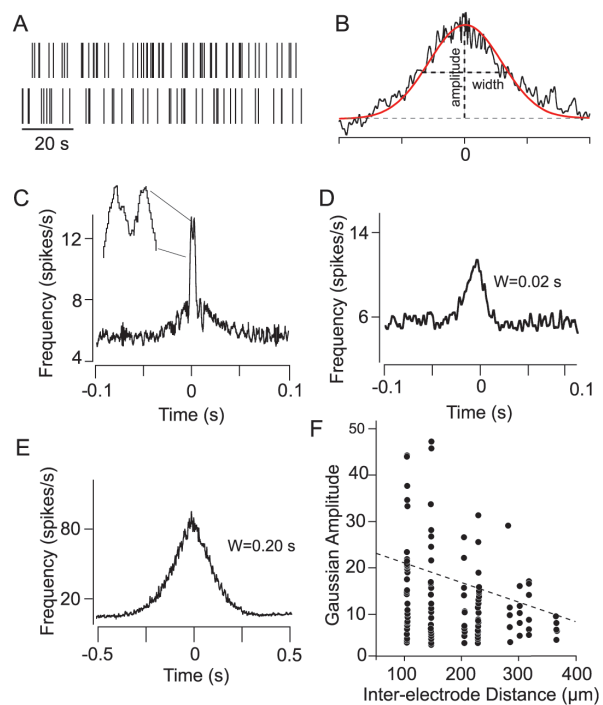 A
20 s
B
amplitude
width
0
C
Frequency (spikes/s)
12
8
4
-0.1
0
0.1
Time (s)
D
Frequency (spikes/s)
14
6
W=0.02 s
-0.1
0
0.1
Time (s)
E
Frequency (spikes/s)
80
20
W=0.20 s
-0.5
0
0.5
Time (s)
F
Gaussian Amplitude
50
40
30
20
10
0
100
200
300
400
Inter-electrode Distance (µm)